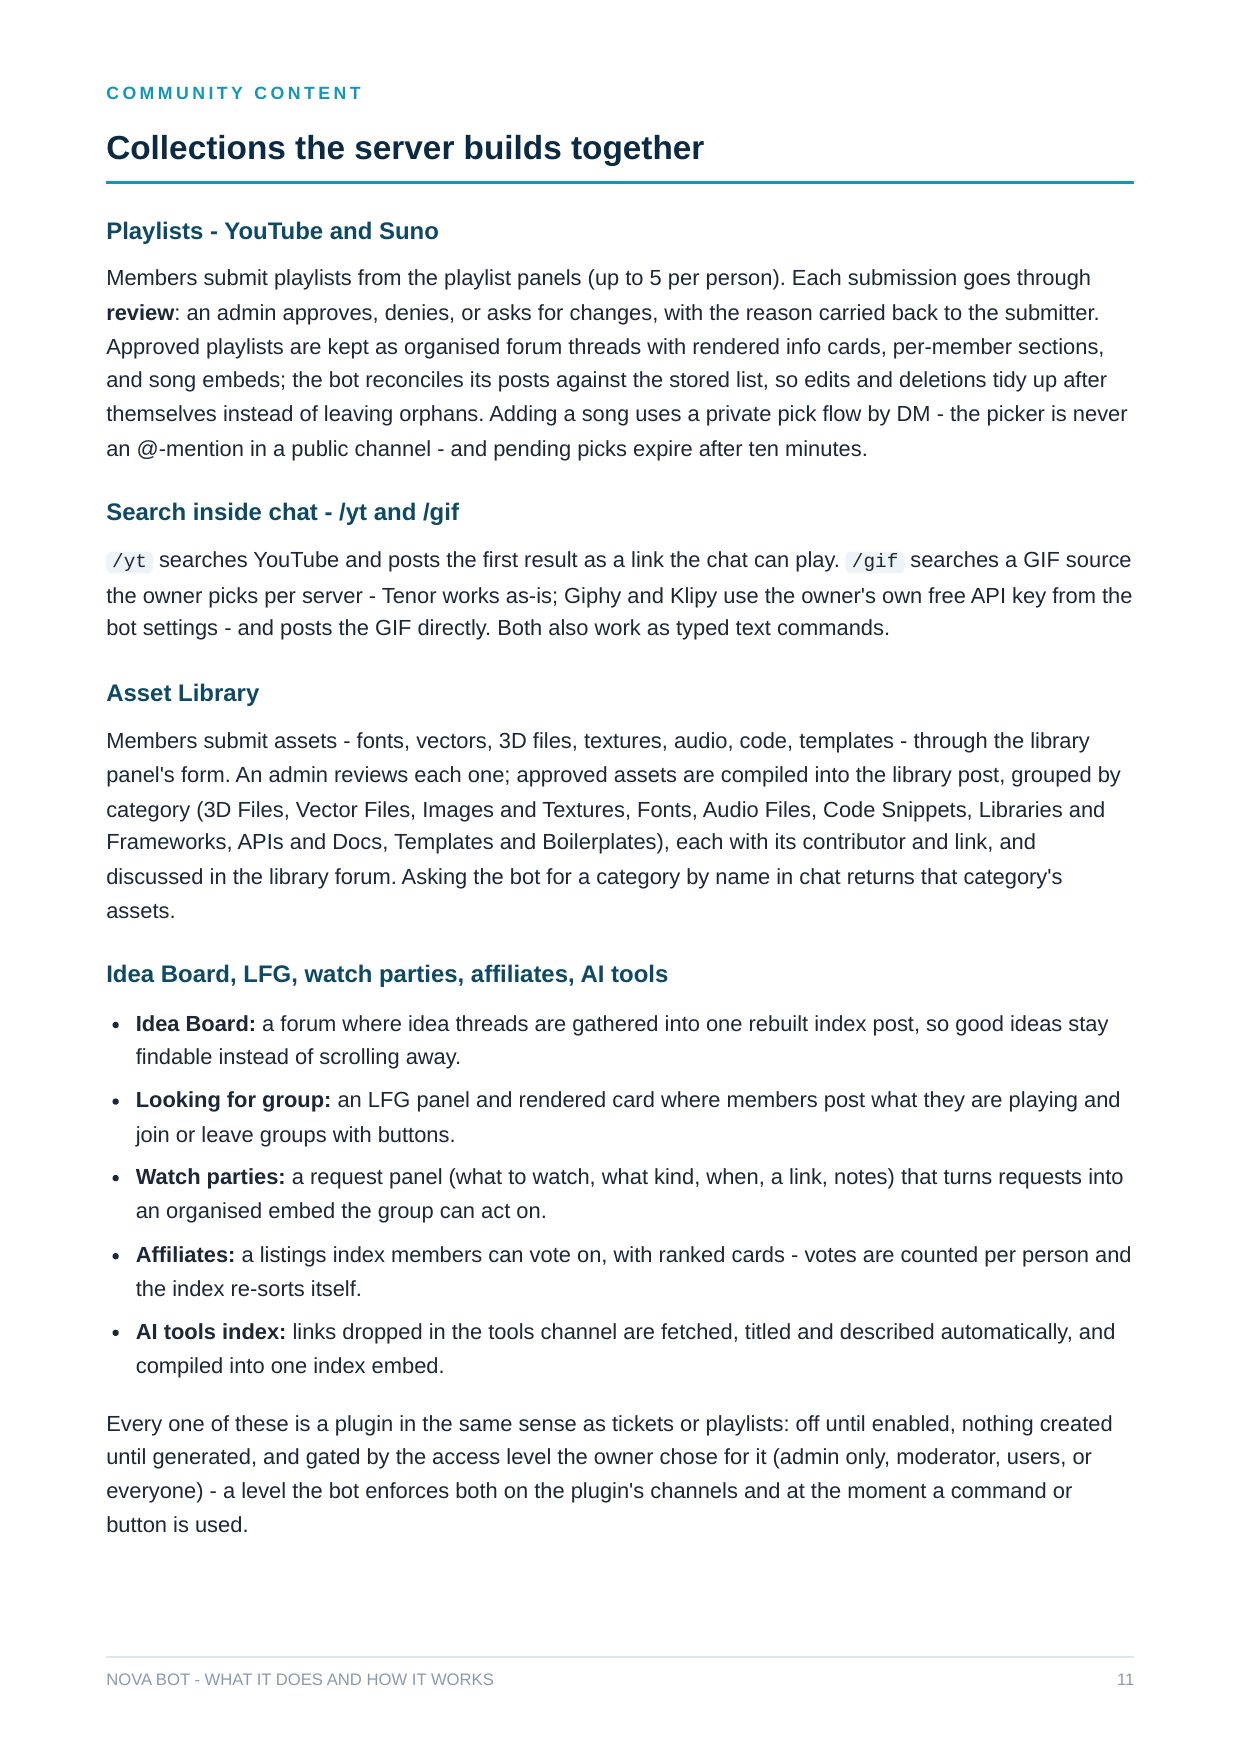 COMMUNITY CONTENT
Collections the server builds together
Playlists - YouTube and Suno
Members submit playlists from the playlist panels (up to 5 per person). Each submission goes through
review: an admin approves, denies, or asks for changes, with the reason carried back to the submitter.
Approved playlists are kept as organised forum threads with rendered info cards, per-member sections,
and song embeds; the bot reconciles its posts against the stored list, so edits and deletions tidy up after
themselves instead of leaving orphans. Adding a song uses a private pick flow by DM - the picker is never
an @-mention in a public channel - and pending picks expire after ten minutes.
Search inside chat - /yt and /gif
/yt searches YouTube and posts the first result as a link the chat can play. /gif searches a GIF source
the owner picks per server - Tenor works as-is; Giphy and Klipy use the owner's own free API key from the
bot settings - and posts the GIF directly. Both also work as typed text commands.
Asset Library
Members submit assets - fonts, vectors, 3D files, textures, audio, code, templates - through the library
panel's form. An admin reviews each one; approved assets are compiled into the library post, grouped by
category (3D Files, Vector Files, Images and Textures, Fonts, Audio Files, Code Snippets, Libraries and
Frameworks, APIs and Docs, Templates and Boilerplates), each with its contributor and link, and
discussed in the library forum. Asking the bot for a category by name in chat returns that category's
assets.
Idea Board, LFG, watch parties, affiliates, AI tools
• Idea Board: a forum where idea threads are gathered into one rebuilt index post, so good ideas stay
findable instead of scrolling away.
• Looking for group: an LFG panel and rendered card where members post what they are playing and
join or leave groups with buttons.
• Watch parties: a request panel (what to watch, what kind, when, a link, notes) that turns requests into
an organised embed the group can act on.
• Affiliates: a listings index members can vote on, with ranked cards - votes are counted per person and
the index re-sorts itself.
• AI tools index: links dropped in the tools channel are fetched, titled and described automatically, and
compiled into one index embed.
Every one of these is a plugin in the same sense as tickets or playlists: off until enabled, nothing created
until generated, and gated by the access level the owner chose for it (admin only, moderator, users, or
everyone) - a level the bot enforces both on the plugin's channels and at the moment a command or
button is used.
NOVA BOT - WHAT IT DOES AND HOW IT WORKS
11